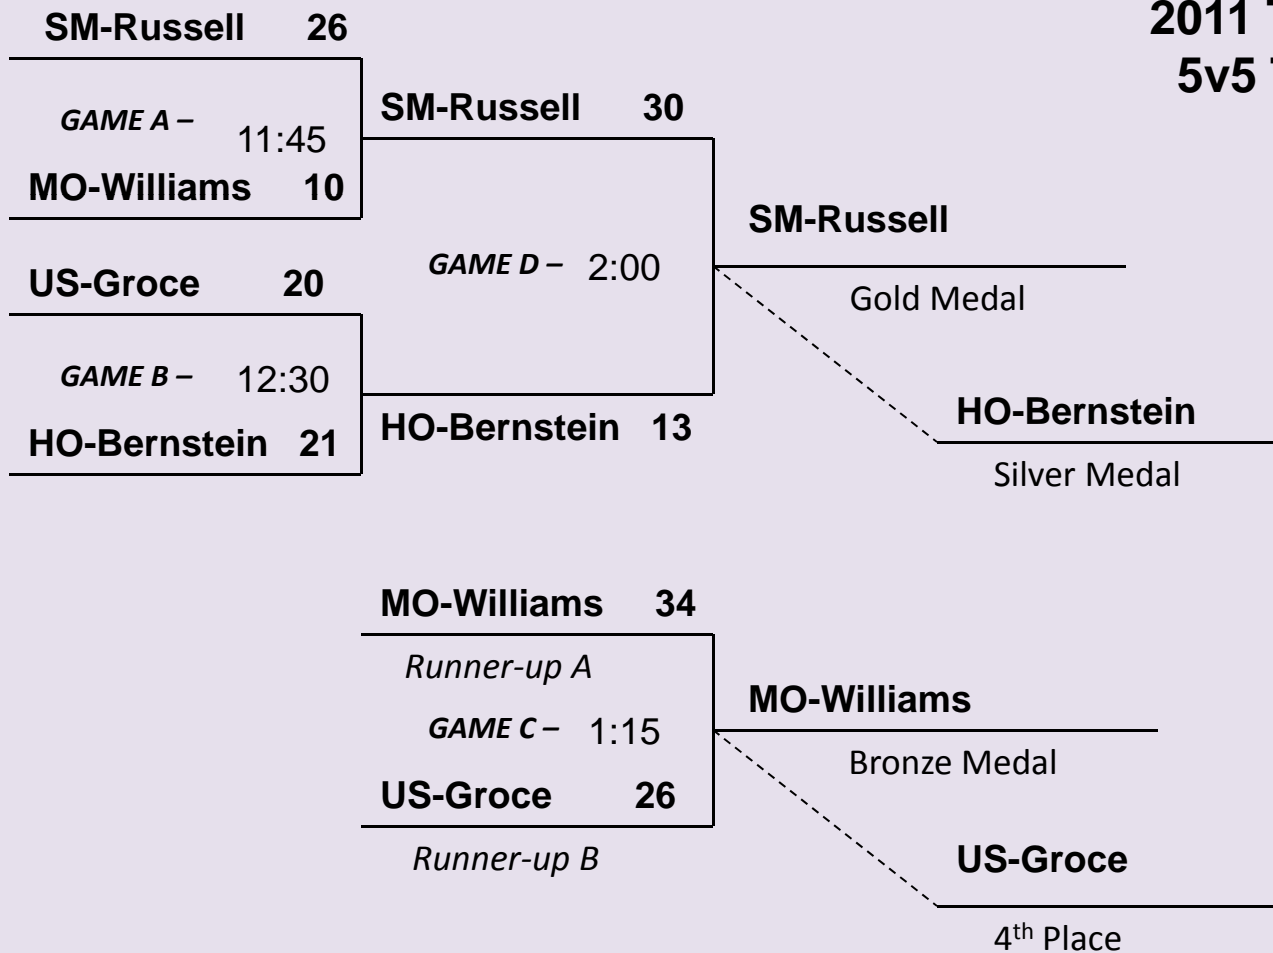 2011
5v5
SM-Russell 26
GAME A – 11:45
MO-Williams 10
US-Groce 20
GAME B – 12:30
HO-Bernstein 21
SM-Russell 30
GAME D – 2:00
HO-Bernstein 13
SM-Russell
Gold Medal
HO-Bernstein
Silver Medal
MO-Williams 34
Runner-up A
GAME C – 1:15
US-Groce 26
Runner-up B
MO-Williams
Bronze Medal
US-Groce
4th Place